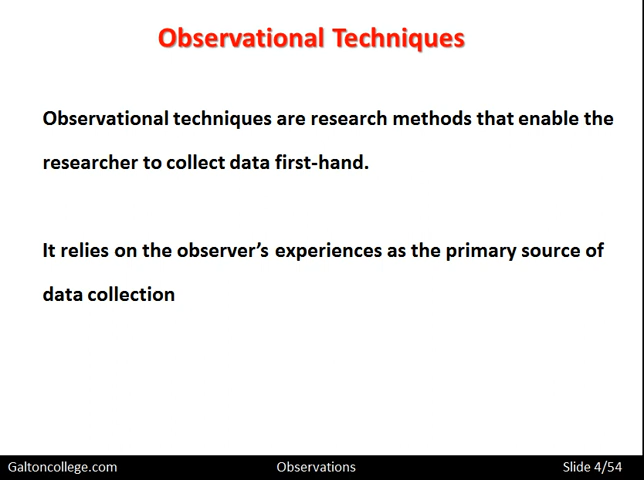 Observational Techniques
Observational techniques are research methods that enable the
researcher to collect data first-hand.
It relies on the observer’s experiences as the primary source of
data collection
Galtoncollege.com
Observations
Slide 4/54